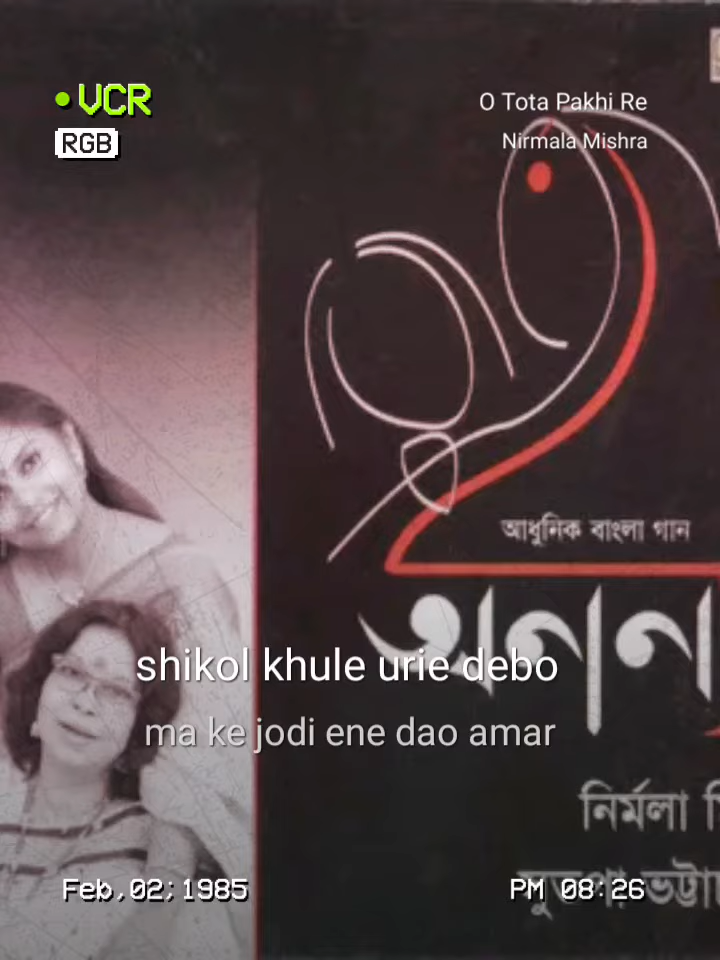 VCR
RGB
O Tota Pakhi Re
Nirmala Mishra
আধুনিক বাংলা গান
shikol khule urie debo
ma ke jodi ene dao amar
নির্মলা
Feb.02;1985
PM 08:26